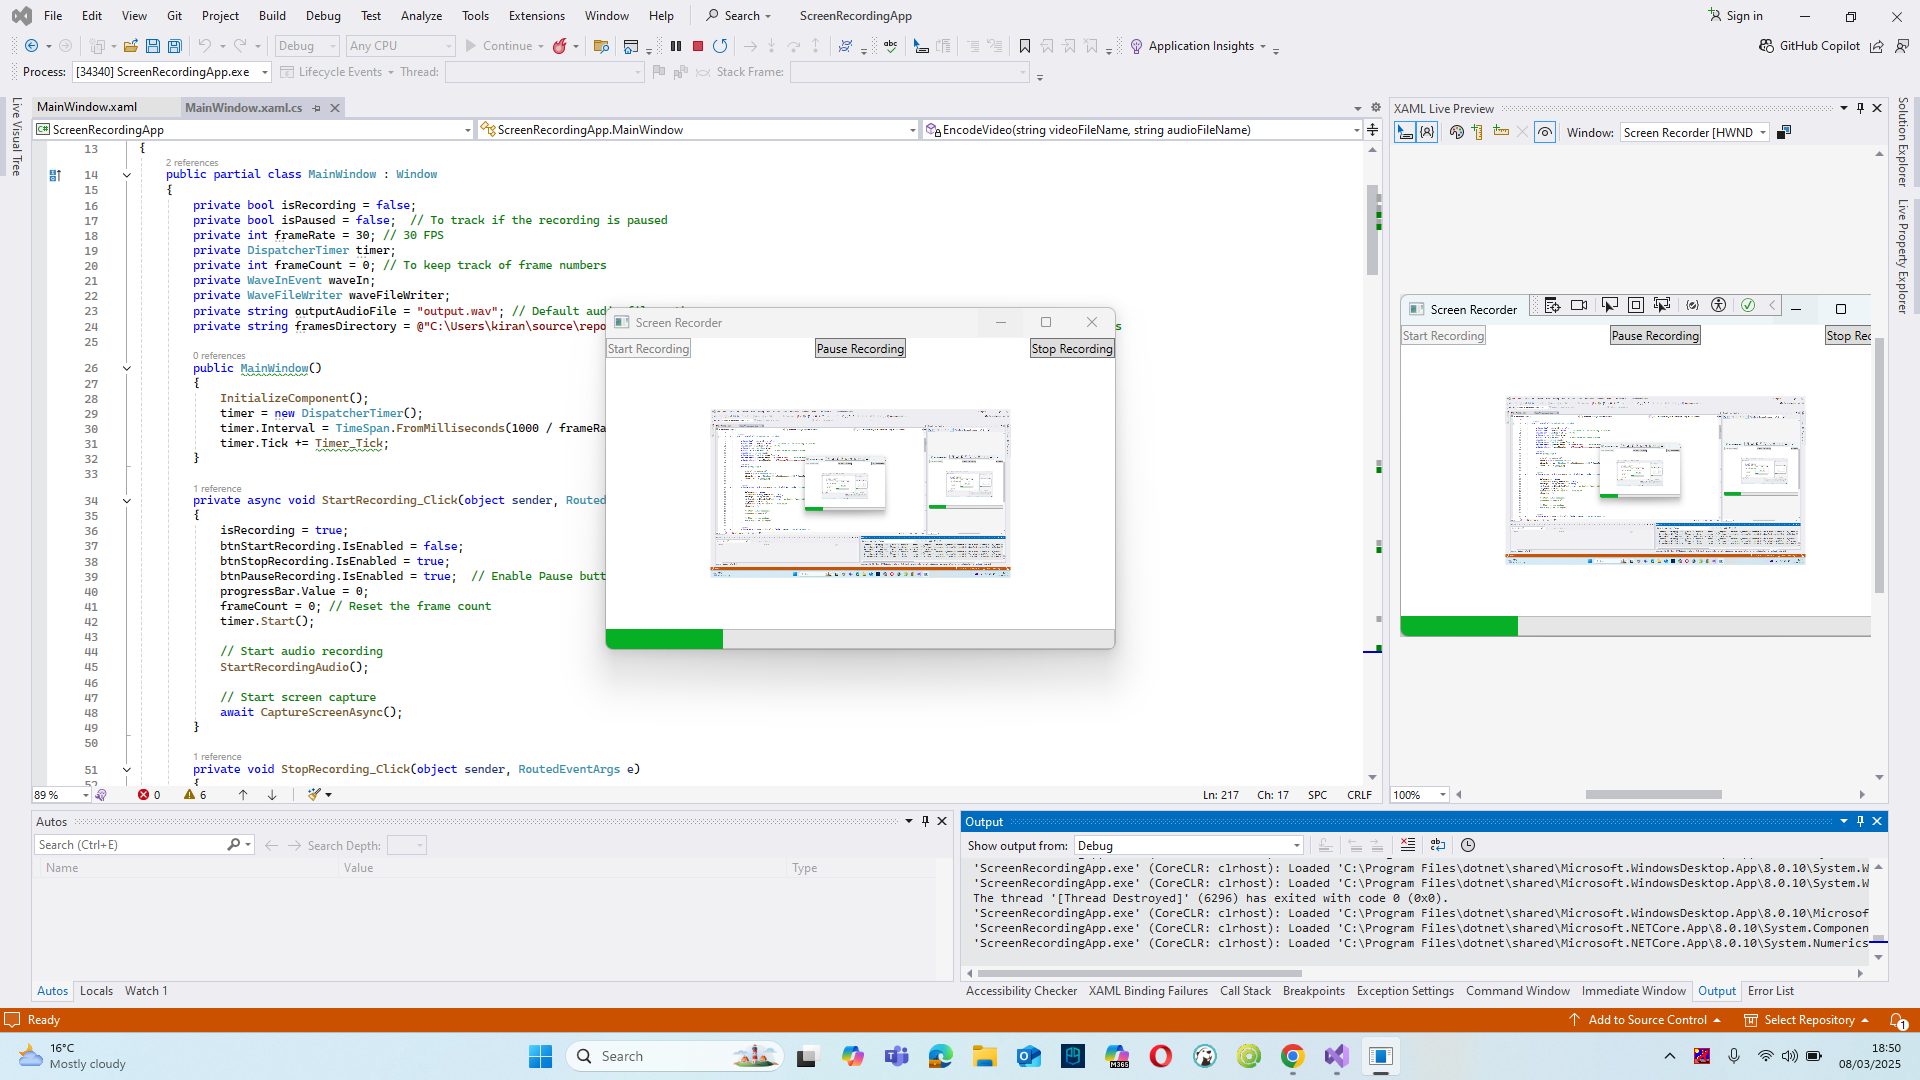 File Edit View Git Project Build Debug Test Analyze Tools Extensions Window Help Search ScreenRecordingApp Sign in
Debug Any CPU Continue Application Insights GitHub Copilot
Process: [34340] ScreenRecordingApp.exe Lifecycle Events Thread: Stack Frame:
Live Visual Tree
MainWindow.xaml MainWindow.xaml.cs
ScreenRecordingApp ScreenRecordingApp.MainWindow EncodeVideo(string videoFileName, string audioFileName)
13 {
2 references
14 public partial class MainWindow : Window
15 {
16 private bool isRecording = false;
17 private bool isPaused = false; // To track if the recording is paused
18 private int frameRate = 30; // 30 FPS
19 private DispatcherTimer timer;
20 private int frameCount = 0; // To keep track of frame numbers
21 private WaveInEvent waveIn;
22 private WaveFileWriter waveFileWriter;
23 private string outputAudioFile = "output.wav"; // Default
24 private string framesDirectory = @"C:\Users\kiran\source\repo s
25
0 references
26 public MainWindow()
27 {
28 InitializeComponent();
29 timer = new DispatcherTimer();
30 timer.Interval = TimeSpan.FromMilliseconds(1000 / frameRa
31 timer.Tick += Timer_Tick;
32 }
33
1 reference
34 private async void StartRecording_Click(object sender, Routed
35 {
36 isRecording = true;
37 btnStartRecording.IsEnabled = false;
38 btnStopRecording.IsEnabled = true;
39 btnPauseRecording.IsEnabled = true; // Enable Pause butt
40 progressBar.Value = 0;
41 frameCount = 0; // Reset the frame count
42 timer.Start();
43
44 // Start audio recording
45 StartRecordingAudio();
46
47 // Start screen capture
48 await CaptureScreenAsync();
49 }
50
1 reference
51 private void StopRecording_Click(object sender, RoutedEventArgs e)
52 {
89 % 0 6 Ln: 217 Ch: 17 SPC CRLF
Screen Recorder
Start Recording Pause Recording Stop Recording
XAML Live Preview
Window: Screen Recorder [HWND
Screen Recorder
Start Recording Pause Recording Stop Rec
100%
Solution Explorer
Live Property Explorer
Autos
Search (Ctrl+E) Search Depth:
Name Value Type
Autos Locals Watch 1
Output
Show output from: Debug
'ScreenRecordingApp.exe' (CoreCLR: clrhost): Loaded 'C:\Program Files\dotnet\shared\Microsoft.WindowsDesktop.App\8.0.10\System.W
'ScreenRecordingApp.exe' (CoreCLR: clrhost): Loaded 'C:\Program Files\dotnet\shared\Microsoft.WindowsDesktop.App\8.0.10\System.W
The thread '[Thread Destroyed]' (6296) has exited with code 0 (0x0).
'ScreenRecordingApp.exe' (CoreCLR: clrhost): Loaded 'C:\Program Files\dotnet\shared\Microsoft.WindowsDesktop.App\8.0.10\Microsof
'ScreenRecordingApp.exe' (CoreCLR: clrhost): Loaded 'C:\Program Files\dotnet\shared\Microsoft.NETCore.App\8.0.10\System.Componen
'ScreenRecordingApp.exe' (CoreCLR: clrhost): Loaded 'C:\Program Files\dotnet\shared\Microsoft.NETCore.App\8.0.10\System.Numerics
Accessibility Checker XAML Binding Failures Call Stack Breakpoints Exception Settings Command Window Immediate Window Output Error List
Ready Add to Source Control Select Repository 1
16°C
Mostly cloudy
Search
18:50
08/03/2025